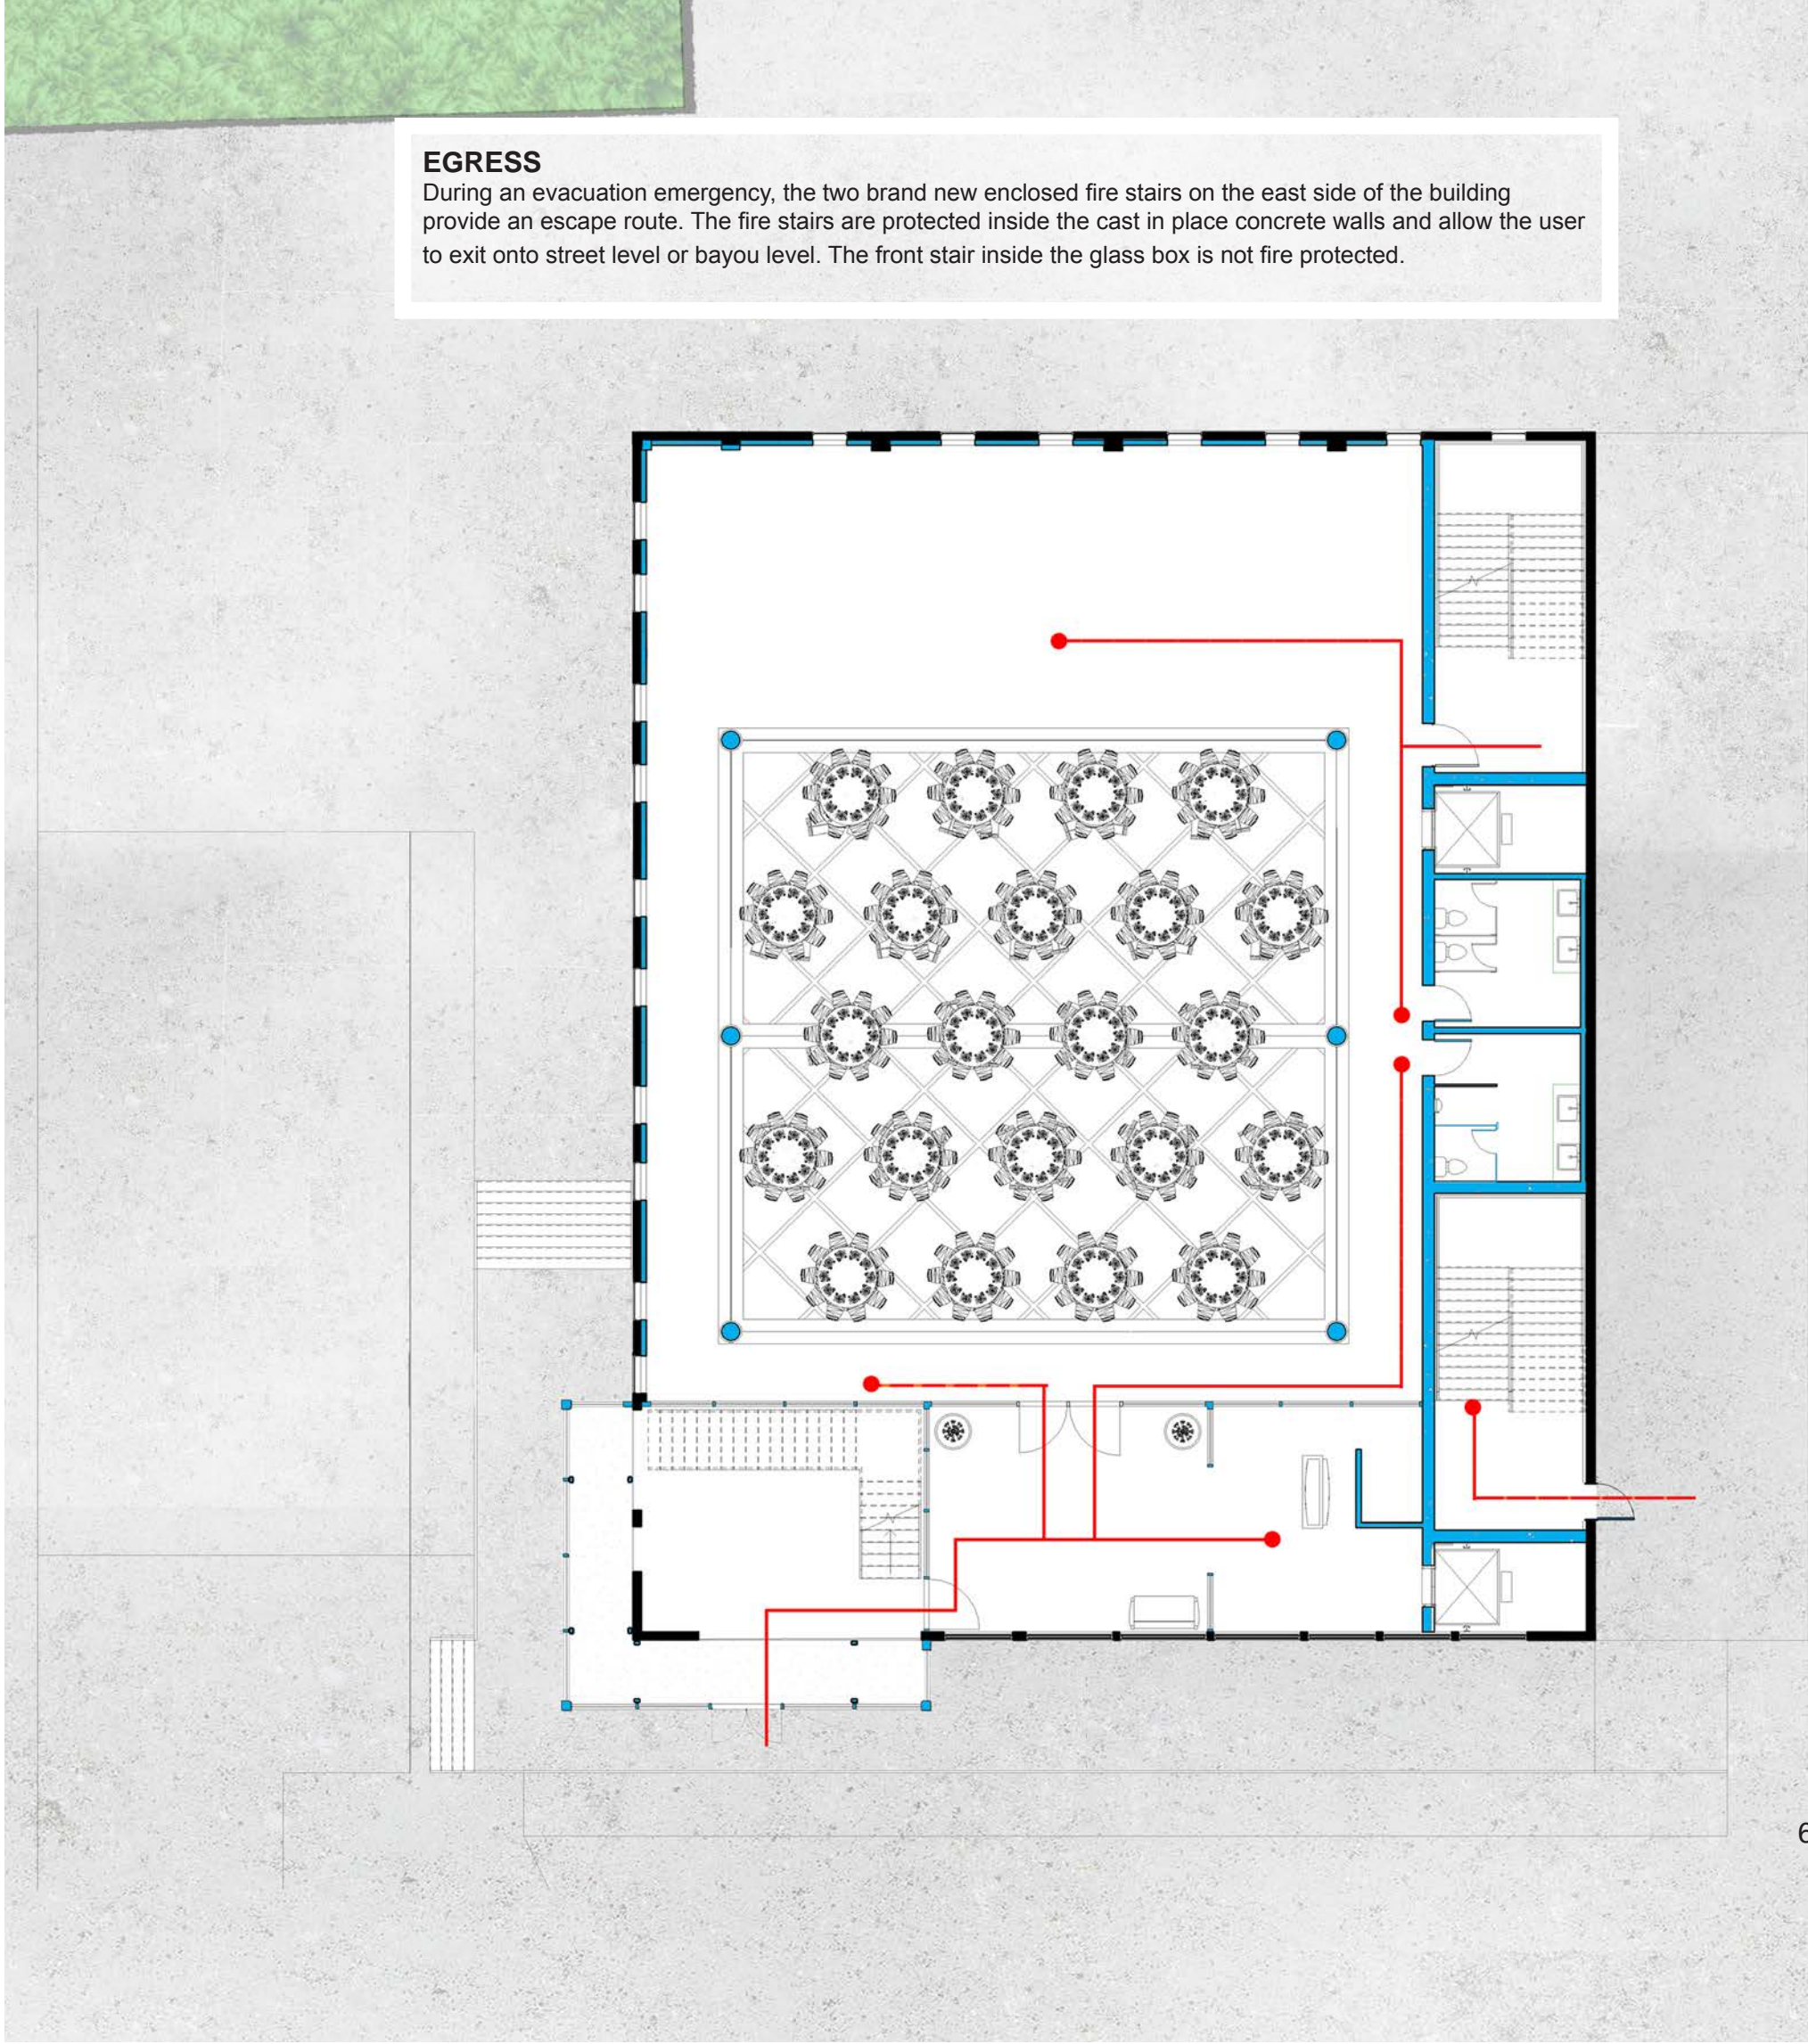 EGRESS
During an evacuation emergency, the two brand new enclosed fire stairs on the east side of the building
provide an escape route. The fire stairs are protected inside the cast in place concrete walls and allow the user
to exit onto street level or bayou level. The front stair inside the glass box is not fire protected.